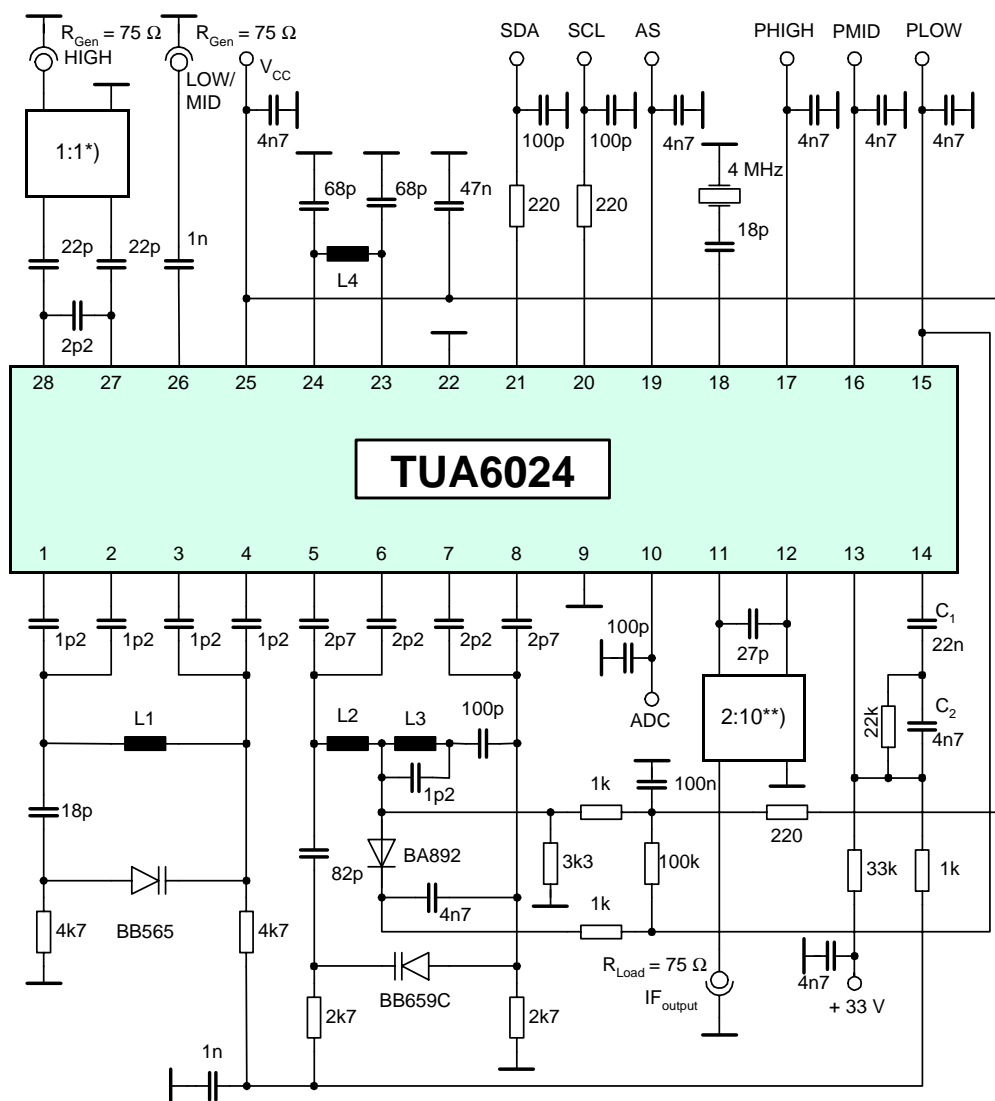 R_Gen = 75 Ω
HIGH
R_Gen = 75 Ω
LOW/
MID
V_CC
SDA
SCL
AS
PHIGH
PMID
PLOW
4n7
100p
100p
4n7
4n7
4n7
4n7
1:1*)
68p
68p
47n
220
220
4 MHz
18p
22p
22p
1n
L4
2p2
28
27
26
25
24
23
22
21
20
19
18
17
16
15
TUA6024
1
2
3
4
5
6
7
8
9
10
11
12
13
14
1p2
1p2
1p2
1p2
2p7
2p2
2p2
2p7
100p
27p
C_1
22n
ADC
2:10**)
22k
C_2
4n7
L1
L2
L3
100p
1p2
100n
1k
220
18p
BA892
82p
3k3
100k
33k
1k
4n7
1k
4k7
BB565
4k7
BB659C
R_Load = 75 Ω
IF_output
4n7
+ 33 V
2k7
2k7
1n